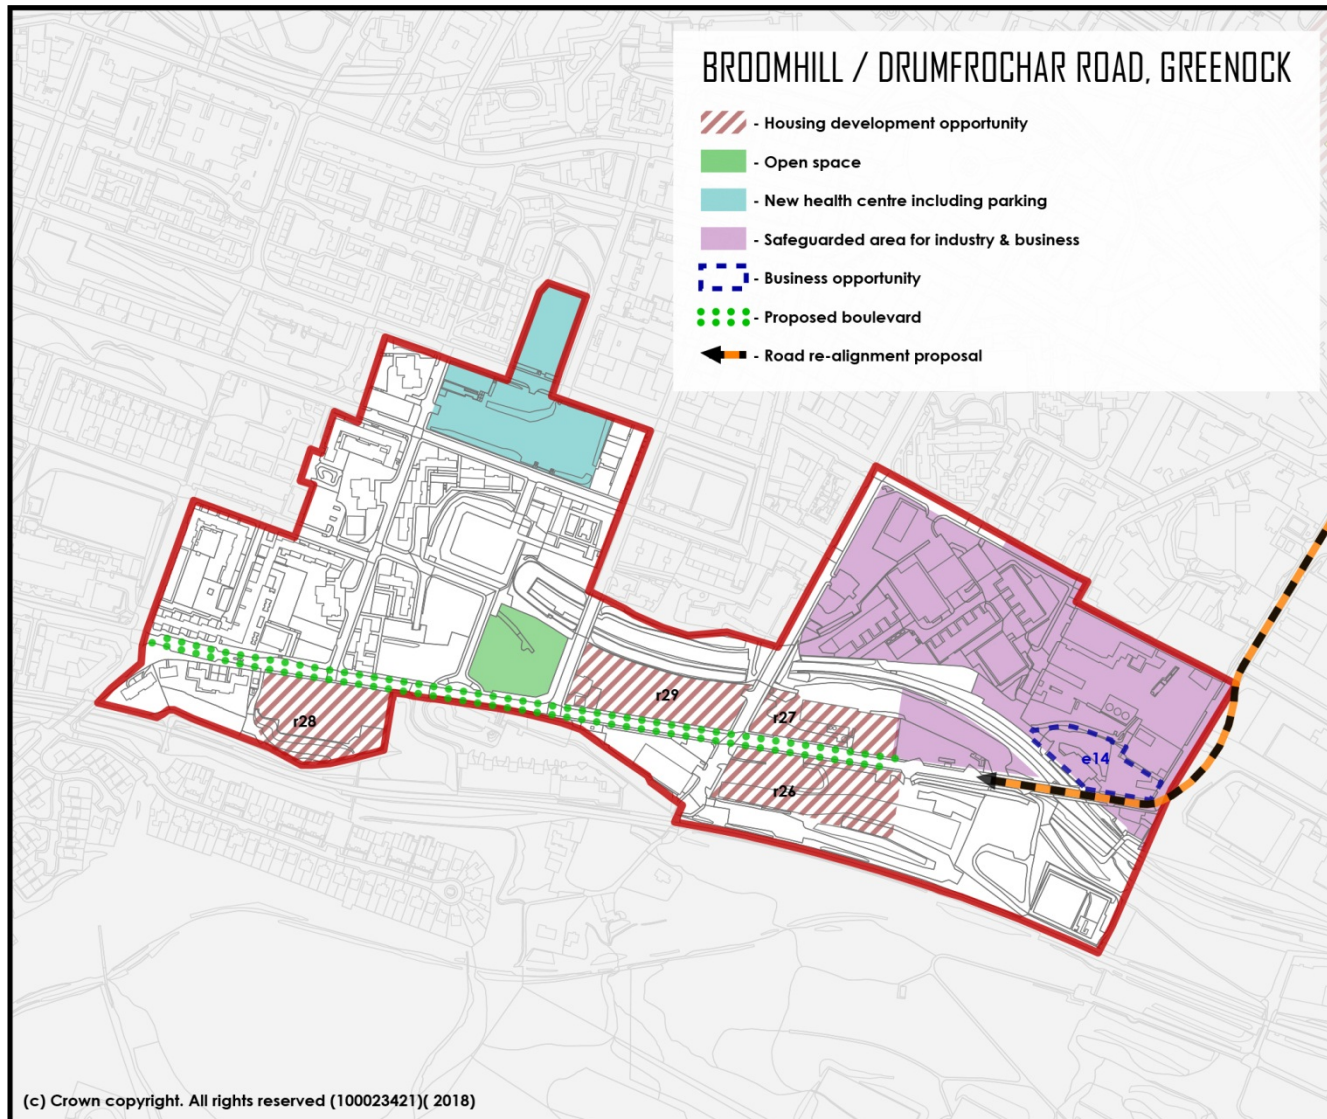 BROOMHILL / DRUMFROCHAR ROAD, GREENOCK
- Housing development opportunity
- Open space
- New health centre including parking
- Safeguarded area for industry & business
- Business opportunity
- Proposed boulevard
- Road re-alignment proposal
r29
r28
r27
e14
r26
(c) Crown copyright. All rights reserved (100023421)( 2018)